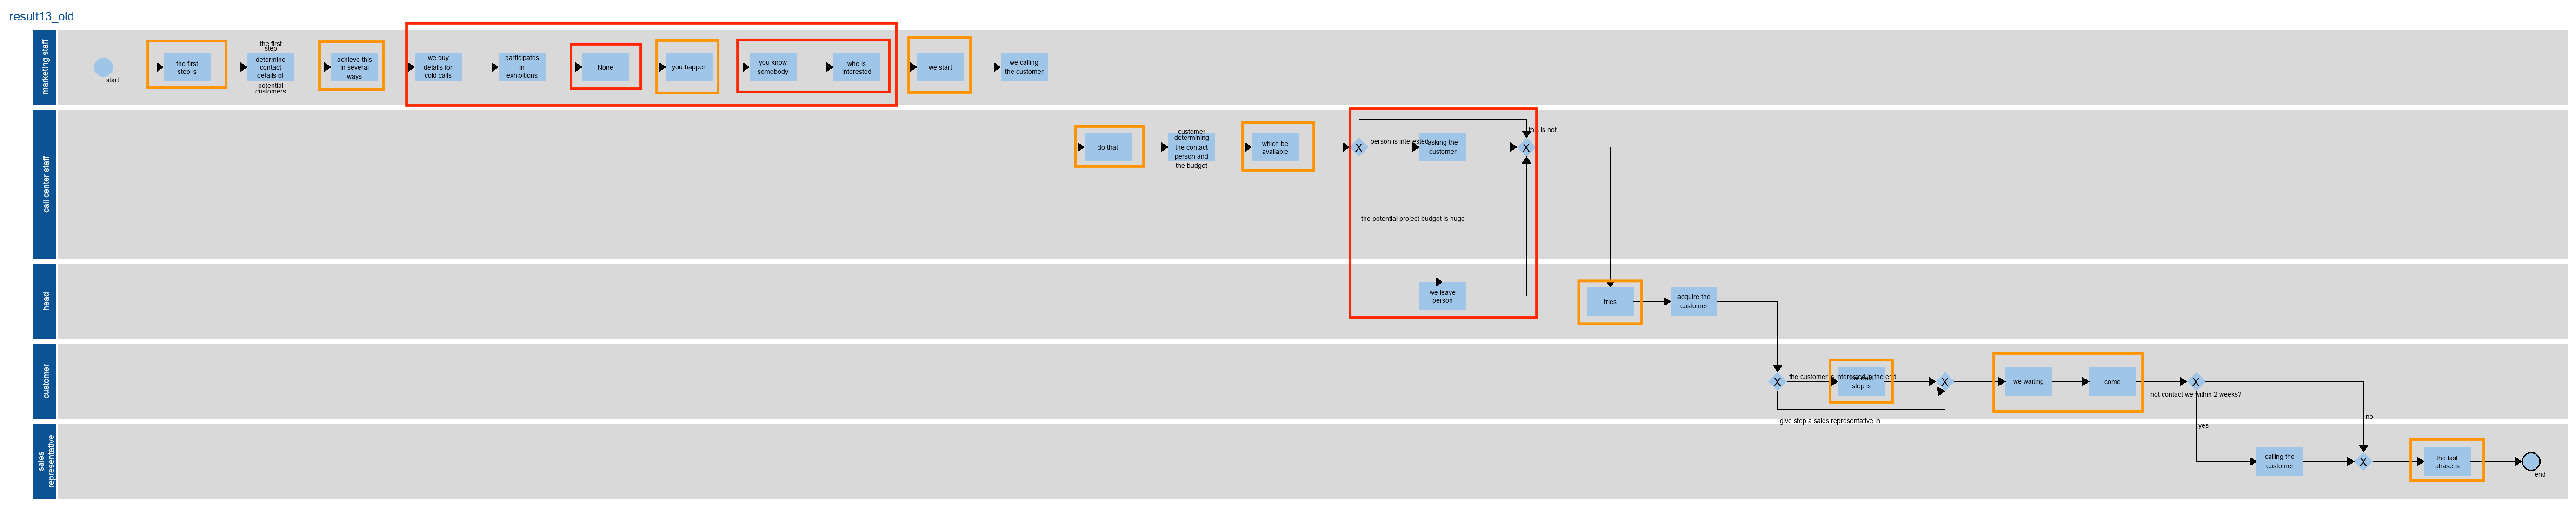 result13_old
marketing staff
start
the first
step is
the first
step
determine
contact
details of
potential
customers
achieve this
in several
ways
we buy
details for
cold calls
participates
in
exhibitions
None
you happen
you know
somebody
who is
interested
we start
we calling
the customer
call center staff
do that
customer
determining
the contact
person and
the budget
which be
available
X
person is interested
asking the
customer
X
this is not
the potential project budget is huge
head
we leave
person
tries
acquire the
customer
customer
X
the customer is interested in the end
the next
step is
X
give step a sales representative in
we waiting
come
X
not contact we within 2 weeks?
no
yes
sales
representative
calling the
customer
X
the last
phase is
end